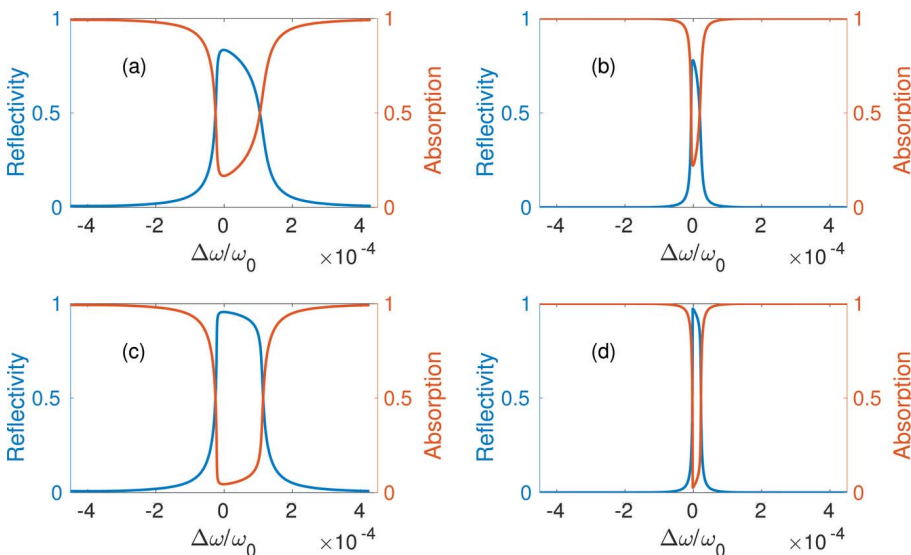 1 1 1 1
(a) (b)
Reflectivity 0.5 0.5 Absorption Reflectivity 0.5 0.5 Absorption
0 0 0 0
-4 -2 0 2 4 -4 -2 0 2 4
Δω/ω₀ ×10⁻⁴ Δω/ω₀ ×10⁻⁴
1 1 1 1
(c) (d)
Reflectivity 0.5 0.5 Absorption Reflectivity 0.5 0.5 Absorption
0 0 0 0
-4 -2 0 2 4 -4 -2 0 2 4
Δω/ω₀ ×10⁻⁴ Δω/ω₀ ×10⁻⁴